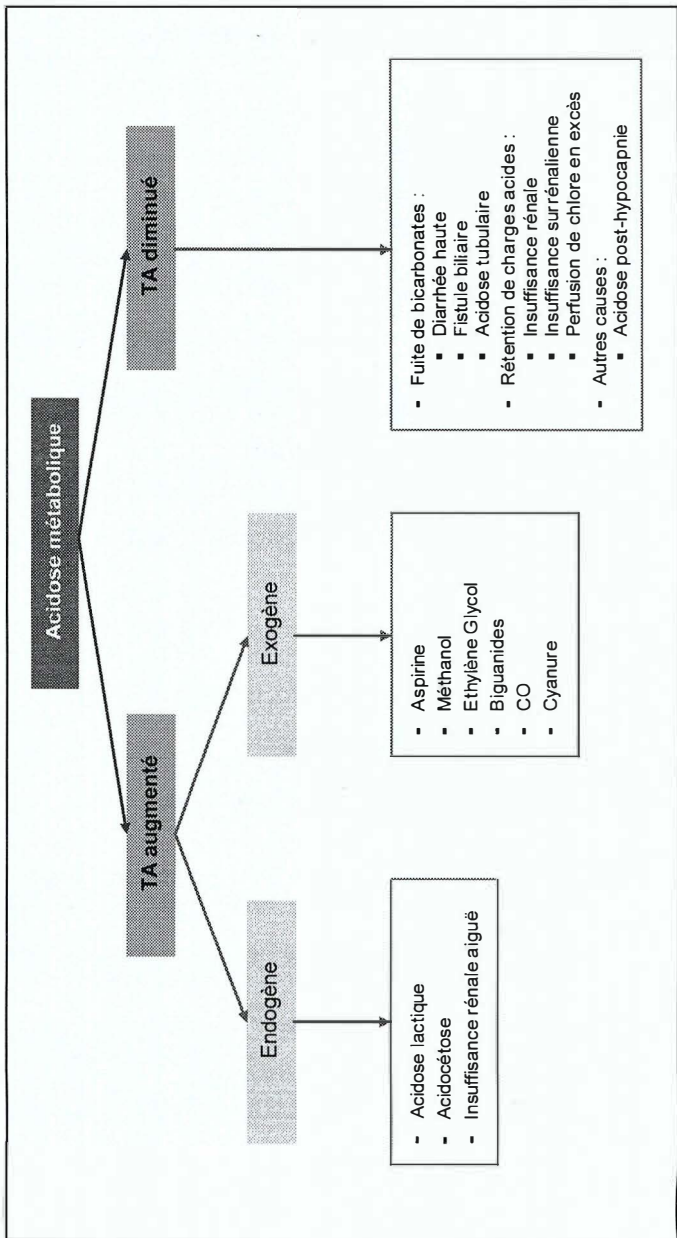 Acidose métabolique
TA augmenté
TA diminué
Endogène
Exogène
- Acidose lactique
- Acidocétose
- Insuffisance rénale aiguë
- Aspirine
- Méthanol
- Ethylène Glycol
- Biguanides
- CO
- Cyanure
- Fuite de bicarbonates :
▪ Diarrhée haute
▪ Fistule biliaire
▪ Acidose tubulaire
- Rétention de charges acides :
▪ Insuffisance rénale
▪ Insuffisance surrénalienne
▪ Perfusion de chlore en excès
- Autres causes :
▪ Acidose post-hypocapnie